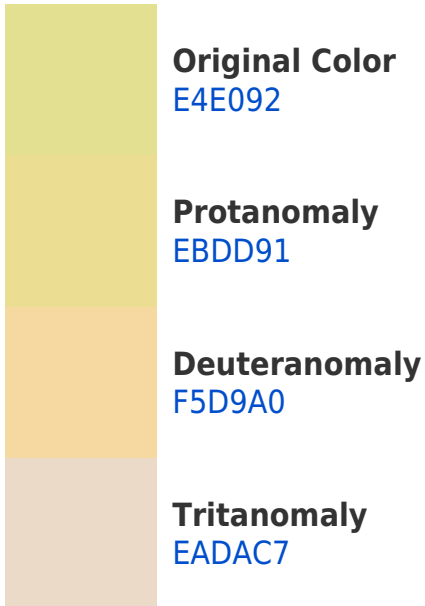 Original Color
E4E092
Protanomaly
EBDD91
Deuteranomaly
F5D9A0
Tritanomaly
EADAC7